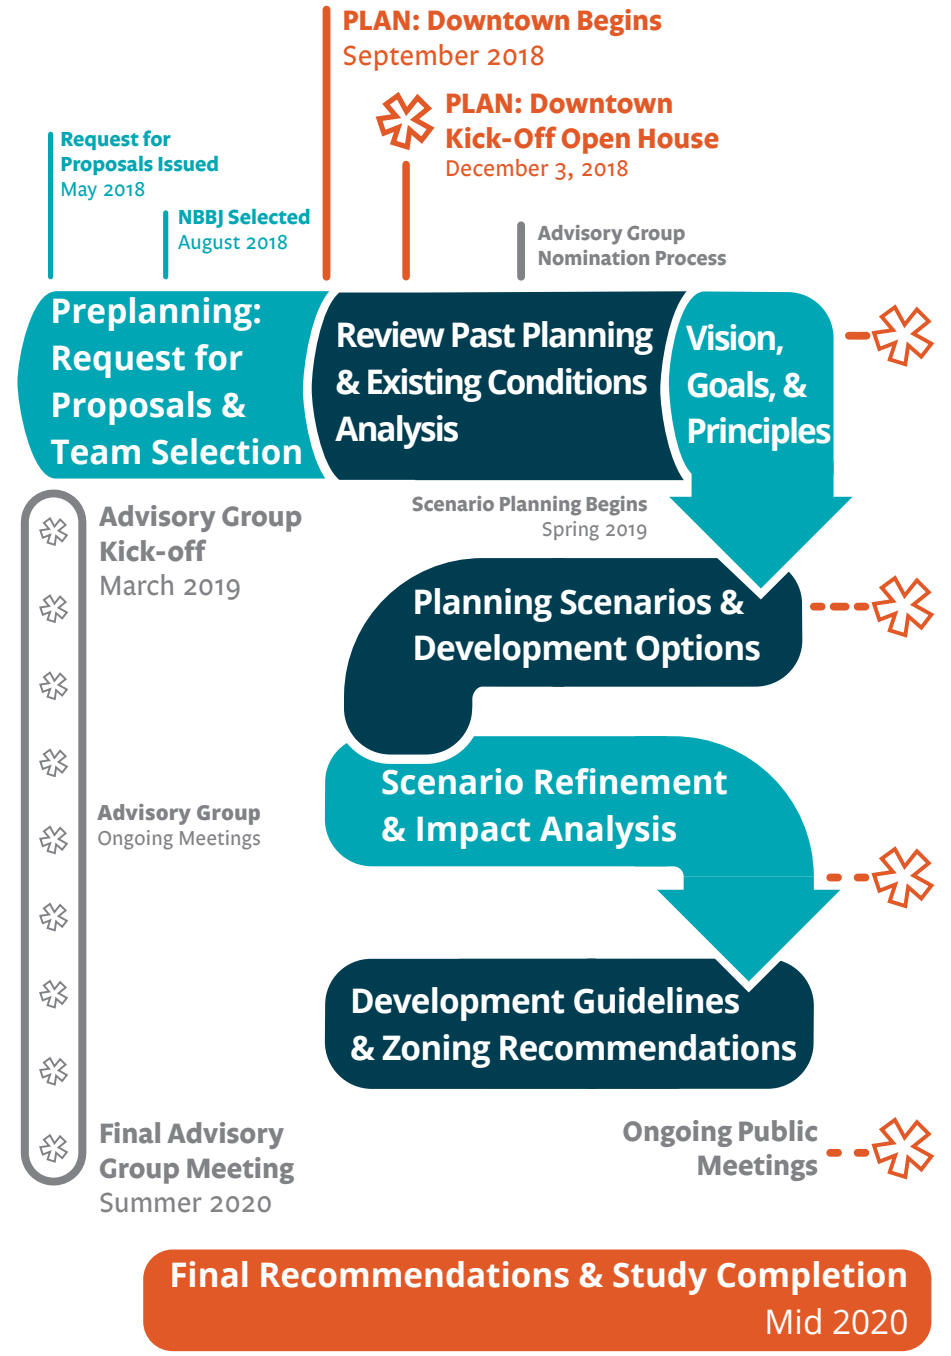 PLAN: Downtown Begins
September 2018
PLAN: Downtown
Kick-Off Open House
December 3, 2018
Request for
Proposals Issued
May 2018
NBBJ Selected
August 2018
Advisory Group
Nomination Process
Preplanning:
Request for
Proposals &
Team Selection
Review Past Planning
& Existing Conditions
Analysis
Vision,
Goals, &
Principles
Advisory Group
Kick-off
March 2019
Scenario Planning Begins
Spring 2019
Planning Scenarios &
Development Options
Scenario Refinement
& Impact Analysis
Advisory Group
Ongoing Meetings
Development Guidelines
& Zoning Recommendations
Final Advisory
Group Meeting
Summer 2020
Ongoing Public
Meetings
Final Recommendations & Study Completion
Mid 2020